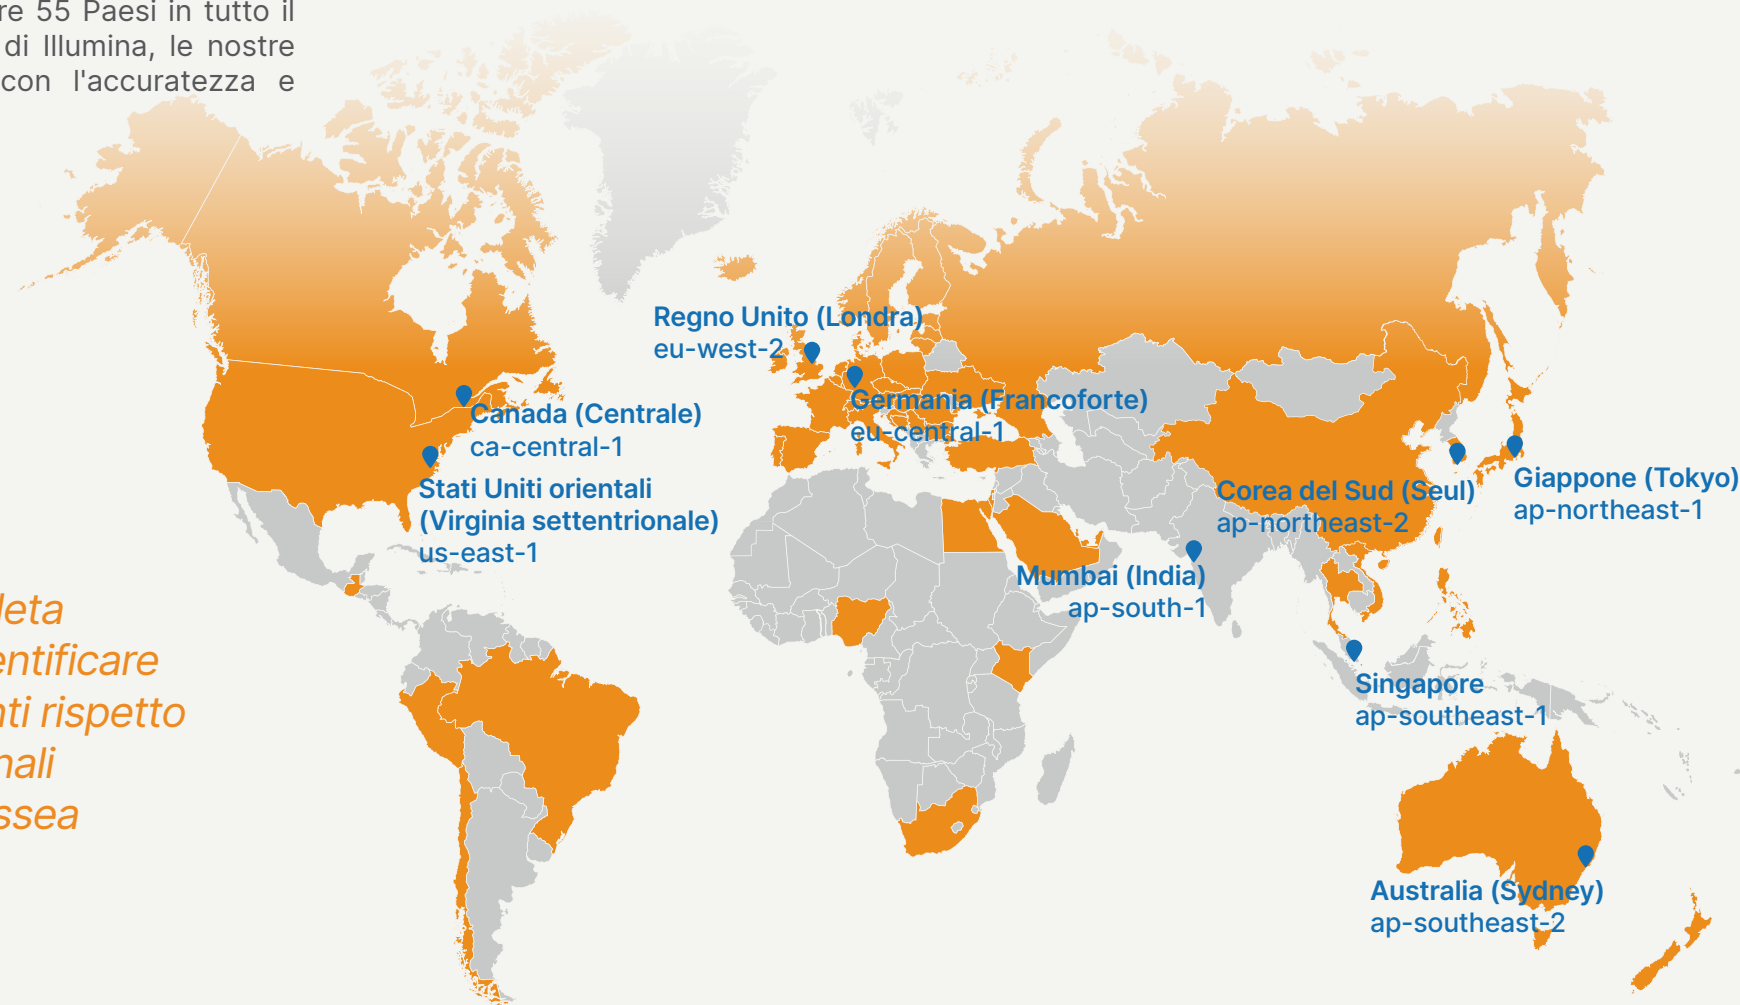 re 55 Paesi in tutto il
di Illumina, le nostre
con l'accuratezza e
Regno Unito (Londra)
eu-west-2
Germania (Francoforte)
eu-central-1
Canada (Centrale)
ca-central-1
Stati Uniti orientali
(Virginia settentrionale)
us-east-1
Corea del Sud (Seul)
ap-northeast-2
Giappone (Tokyo)
ap-northeast-1
Mumbai (India)
ap-south-1
Singapore
ap-southeast-1
Australia (Sydney)
ap-southeast-2
leta
entificare
nti rispetto
nali
ssea